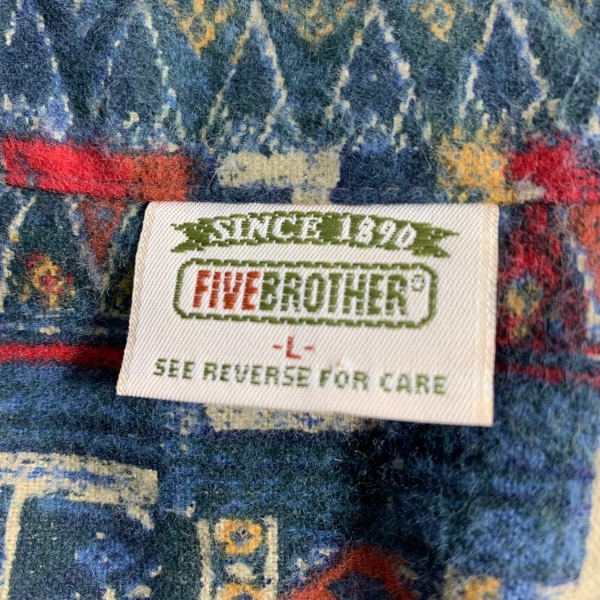 SINCE 1890
FIVEBROTHER®
-L-
SEE REVERSE FOR CARE